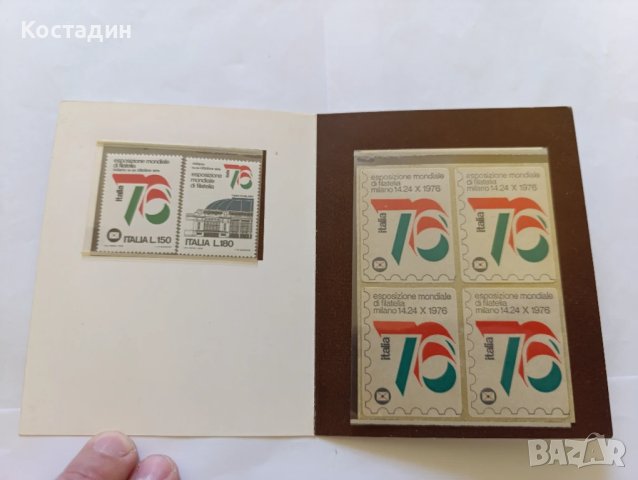 Костадин
esposizione mondiale
di filatelia
italia
76
ITALIA L.150
76
esposizione
mondiale
di filatelia
ITALIA L.180
esposizione mondiale
di filatelia
milano 14.24 X 1976
76
esposizione mondiale
di filatelia
milano 14.24 X 1976
76
esposizione mondiale
di filatelia
milano 14.24 X 1976
italia
76
esposizione mondiale
di filatelia
milano 14.24 X 1976
italia
76
BAZAR